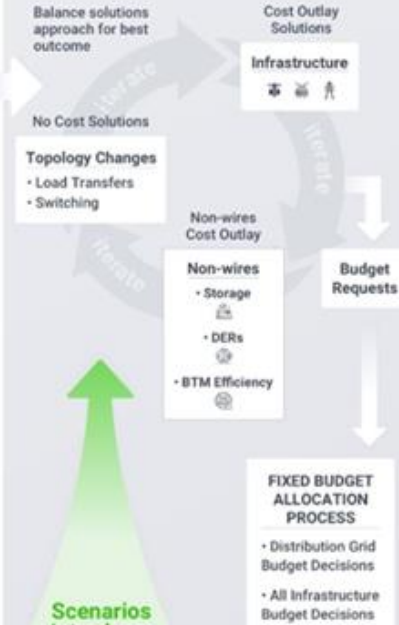 Balance solutions
approach for best
outcome
Cost Outlay
Solutions
Infrastructure
iterate
iterate
No Cost Solutions
Topology Changes
• Load Transfers
• Switching
iterate
Non-wires
Cost Outlay
Non-wires
• Storage
• DERs
• BTM Efficiency
Budget
Requests
FIXED BUDGET
ALLOCATION
PROCESS
• Distribution Grid
Budget Decisions
• All Infrastructure
Budget Decisions
Scenarios